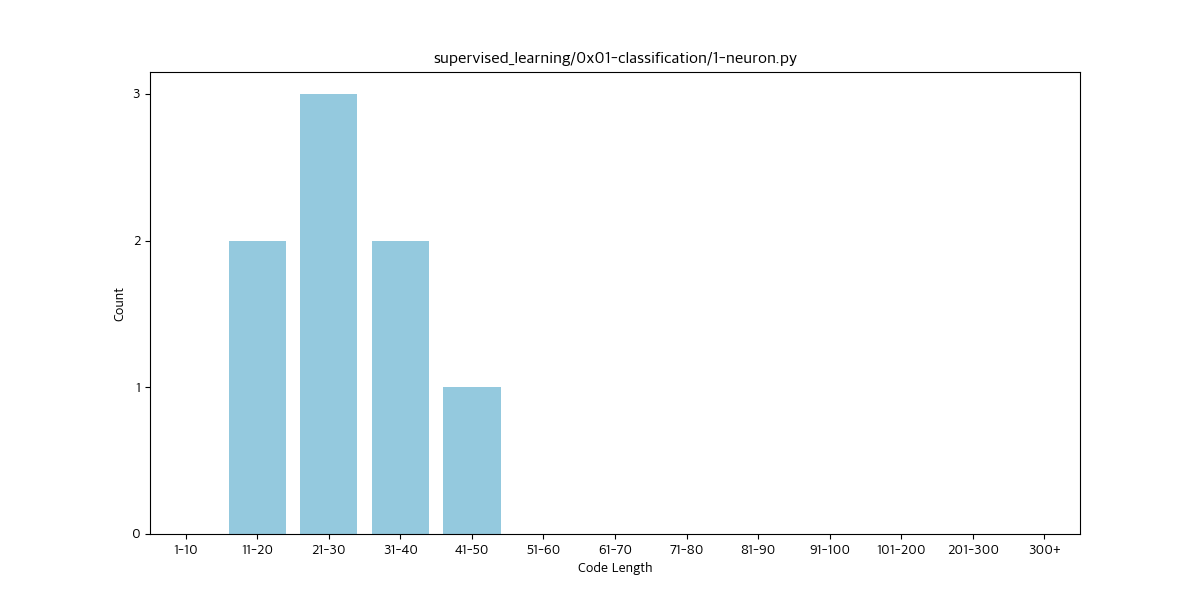 supervised_learning/0x01-classification/1-neuron.py
3
2
1
0
Count
1-10 11-20 21-30 31-40 41-50 51-60 61-70 71-80 81-90 91-100 101-200 201-300 300+
Code Length